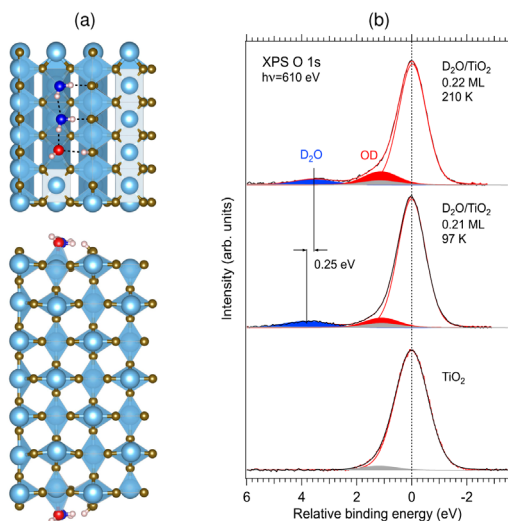 (a)
(b)
XPS O 1s
hν=610 eV
D₂O/TiO₂
0.22 ML
210 K
D₂O
OD
D₂O/TiO₂
0.21 ML
97 K
0.25 eV
TiO₂
Intensity (arb. units)
6 4 2 0 -2
Relative binding energy (eV)